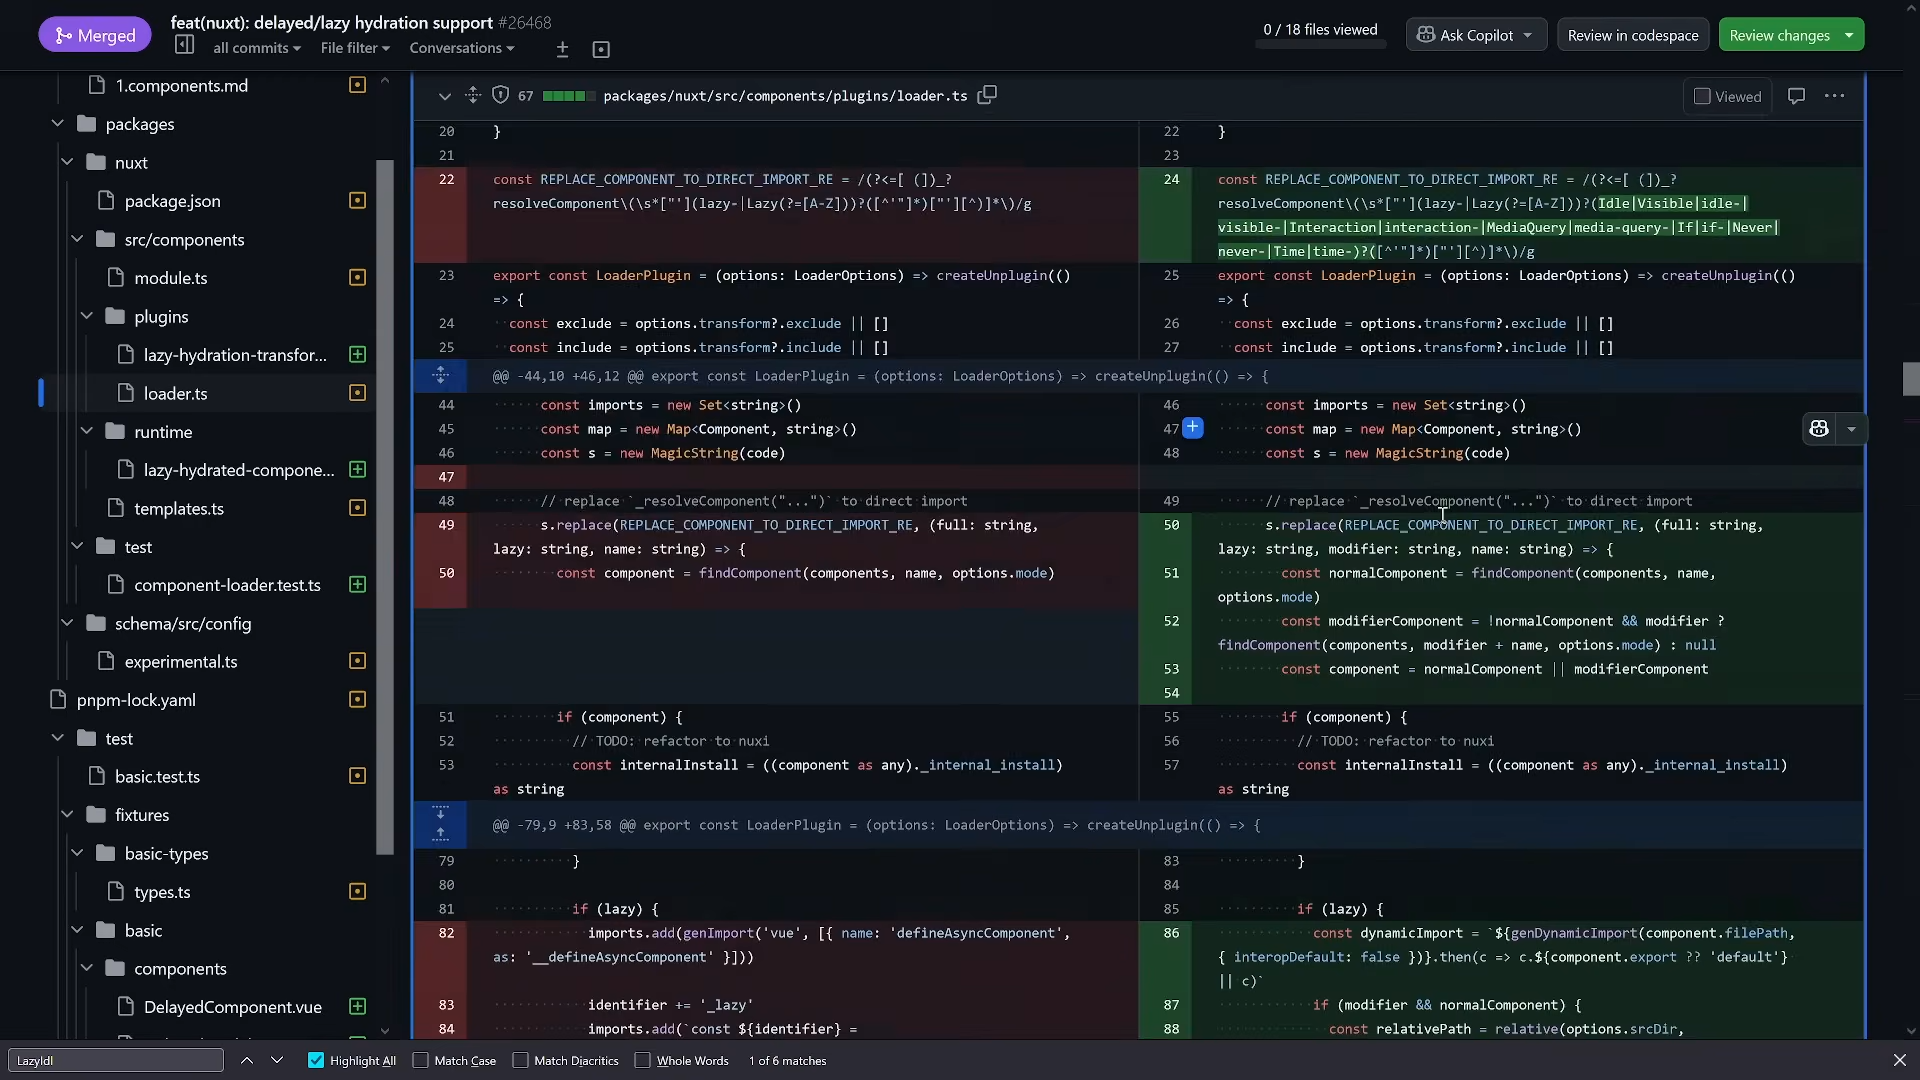 Merged
feat(nuxt): delayed/lazy hydration support #26468
all commits
File filter
Conversations
0 / 18 files viewed
Ask Copilot
Review in codespace
Review changes
1.components.md
packages
nuxt
package.json
src/components
module.ts
plugins
lazy-hydration-transfor...
loader.ts
runtime
lazy-hydrated-compone...
templates.ts
test
component-loader.test.ts
schema/src/config
experimental.ts
pnpm-lock.yaml
test
basic.test.ts
fixtures
basic-types
types.ts
basic
components
DelayedComponent.vue
67 packages/nuxt/src/components/plugins/loader.ts
Viewed
20 }
21
22 const REPLACE_COMPONENT_TO_DIRECT_IMPORT_RE = /(?<=[ (])_?
resolveComponent\(\s*["'](lazy-|Lazy(?=[A-Z]))?([^'"]*)["'][^)]*\)/g
23 export const LoaderPlugin = (options: LoaderOptions) => createUnplugin(()
=> {
24 const exclude = options.transform?.exclude || []
25 const include = options.transform?.include || []
@@ -44,10 +46,12 @@ export const LoaderPlugin = (options: LoaderOptions) => createUnplugin(() => {
44 const imports = new Set<string>()
45 const map = new Map<Component, string>()
46 const s = new MagicString(code)
47
48 // replace `_resolveComponent("...")` to direct import
49 s.replace(REPLACE_COMPONENT_TO_DIRECT_IMPORT_RE, (full: string,
lazy: string, name: string) => {
50 const component = findComponent(components, name, options.mode)
51 if (component) {
52 // TODO: refactor to nuxi
53 const internalInstall = ((component as any)._internal_install)
as string
@@ -79,9 +83,58 @@ export const LoaderPlugin = (options: LoaderOptions) => createUnplugin(() => {
79 }
80
81 if (lazy) {
82 imports.add(genImport('vue', [{ name: 'defineAsyncComponent',
as: '__defineAsyncComponent' }]))
83 identifier += '_lazy'
84 imports.add(`const ${identifier} =
22 }
23
24 const REPLACE_COMPONENT_TO_DIRECT_IMPORT_RE = /(?<=[ (])_?
resolveComponent\(\s*["'](lazy-|Lazy(?=[A-Z]))?(Idle|Visible|idle-|
visible-|Interaction|interaction-|MediaQuery|media-query-|If|if-|Never|
never-|Time|time-)?([^'"]*)["'][^)]*\)/g
25 export const LoaderPlugin = (options: LoaderOptions) => createUnplugin(()
=> {
26 const exclude = options.transform?.exclude || []
27 const include = options.transform?.include || []
46 const imports = new Set<string>()
47 const map = new Map<Component, string>()
48 const s = new MagicString(code)
49 // replace `_resolveComponent("...")` to direct import
50 s.replace(REPLACE_COMPONENT_TO_DIRECT_IMPORT_RE, (full: string,
lazy: string, modifier: string, name: string) => {
51 const normalComponent = findComponent(components, name,
options.mode)
52 const modifierComponent = !normalComponent && modifier ?
findComponent(components, modifier + name, options.mode) : null
53 const component = normalComponent || modifierComponent
54
55 if (component) {
56 // TODO: refactor to nuxi
57 const internalInstall = ((component as any)._internal_install)
as string
83 }
84
85 if (lazy) {
86 const dynamicImport = `${genDynamicImport(component.filePath,
{ interopDefault: false })}.then(c => c.${component.export ?? 'default'}
|| c)`
87 if (modifier && normalComponent) {
88 const relativePath = relative(options.srcDir,
LazyIdl
Highlight All
Match Case
Match Diacritics
Whole Words
1 of 6 matches